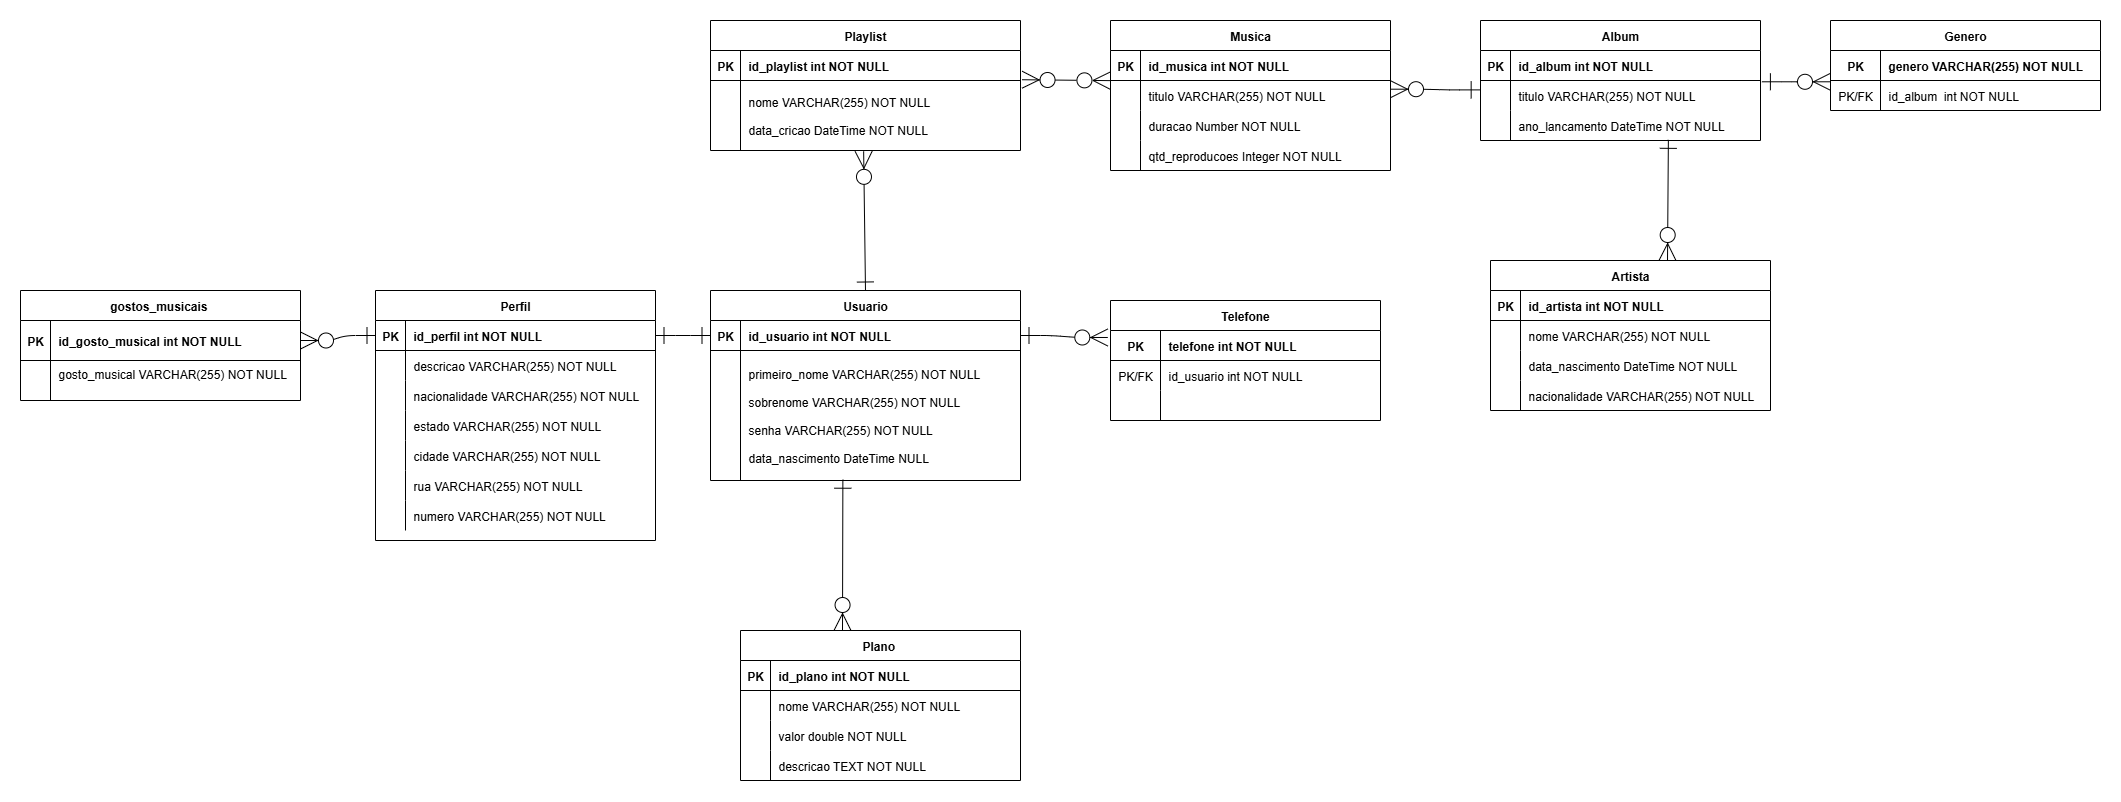 Playlist
PK id_playlist int NOT NULL
nome VARCHAR(255) NOT NULL
data_cricao DateTime NOT NULL
Musica
PK id_musica int NOT NULL
titulo VARCHAR(255) NOT NULL
duracao Number NOT NULL
qtd_reproducoes Integer NOT NULL
Album
PK id_album int NOT NULL
titulo VARCHAR(255) NOT NULL
ano_lancamento DateTime NOT NULL
Genero
PK genero VARCHAR(255) NOT NULL
PK/FK id_album int NOT NULL
gostos_musicais
PK id_gosto_musical int NOT NULL
gosto_musical VARCHAR(255) NOT NULL
Perfil
PK id_perfil int NOT NULL
descricao VARCHAR(255) NOT NULL
nacionalidade VARCHAR(255) NOT NULL
estado VARCHAR(255) NOT NULL
cidade VARCHAR(255) NOT NULL
rua VARCHAR(255) NOT NULL
numero VARCHAR(255) NOT NULL
Usuario
PK id_usuario int NOT NULL
primeiro_nome VARCHAR(255) NOT NULL
sobrenome VARCHAR(255) NOT NULL
senha VARCHAR(255) NOT NULL
data_nascimento DateTime NULL
Telefone
PK telefone int NOT NULL
PK/FK id_usuario int NOT NULL
Artista
PK id_artista int NOT NULL
nome VARCHAR(255) NOT NULL
data_nascimento DateTime NOT NULL
nacionalidade VARCHAR(255) NOT NULL
Plano
PK id_plano int NOT NULL
nome VARCHAR(255) NOT NULL
valor double NOT NULL
descricao TEXT NOT NULL